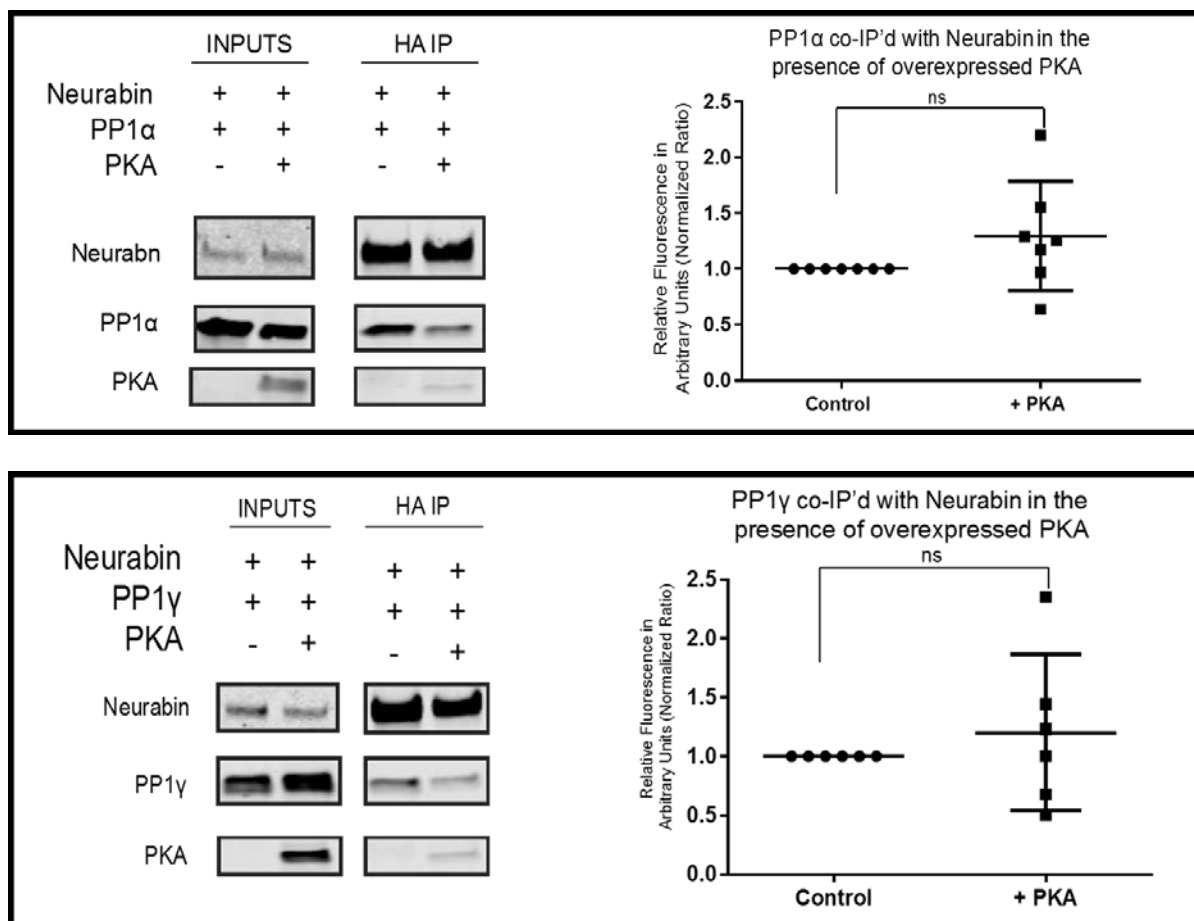 INPUTS HA IP
Neurabin + + + +
PP1α + + + +
PKA - + - +
Neurabn
PP1α
PKA
PP1α co-IP'd with Neurabin in the
presence of overexpressed PKA
ns
Relative Fluorescence in
Arbitrary Units (Normalized Ratio)
2.5
2.0
1.5
1.0
0.5
0.0
Control + PKA
INPUTS HA IP
Neurabin + + + +
PP1γ + + + +
PKA - + - +
Neurabin
PP1γ
PKA
PP1γ co-IP'd with Neurabin in the
presence of overexpressed PKA
ns
Relative Fluorescence in
Arbitrary Units (Normalized Ratio)
2.5
2.0
1.5
1.0
0.5
0.0
Control + PKA